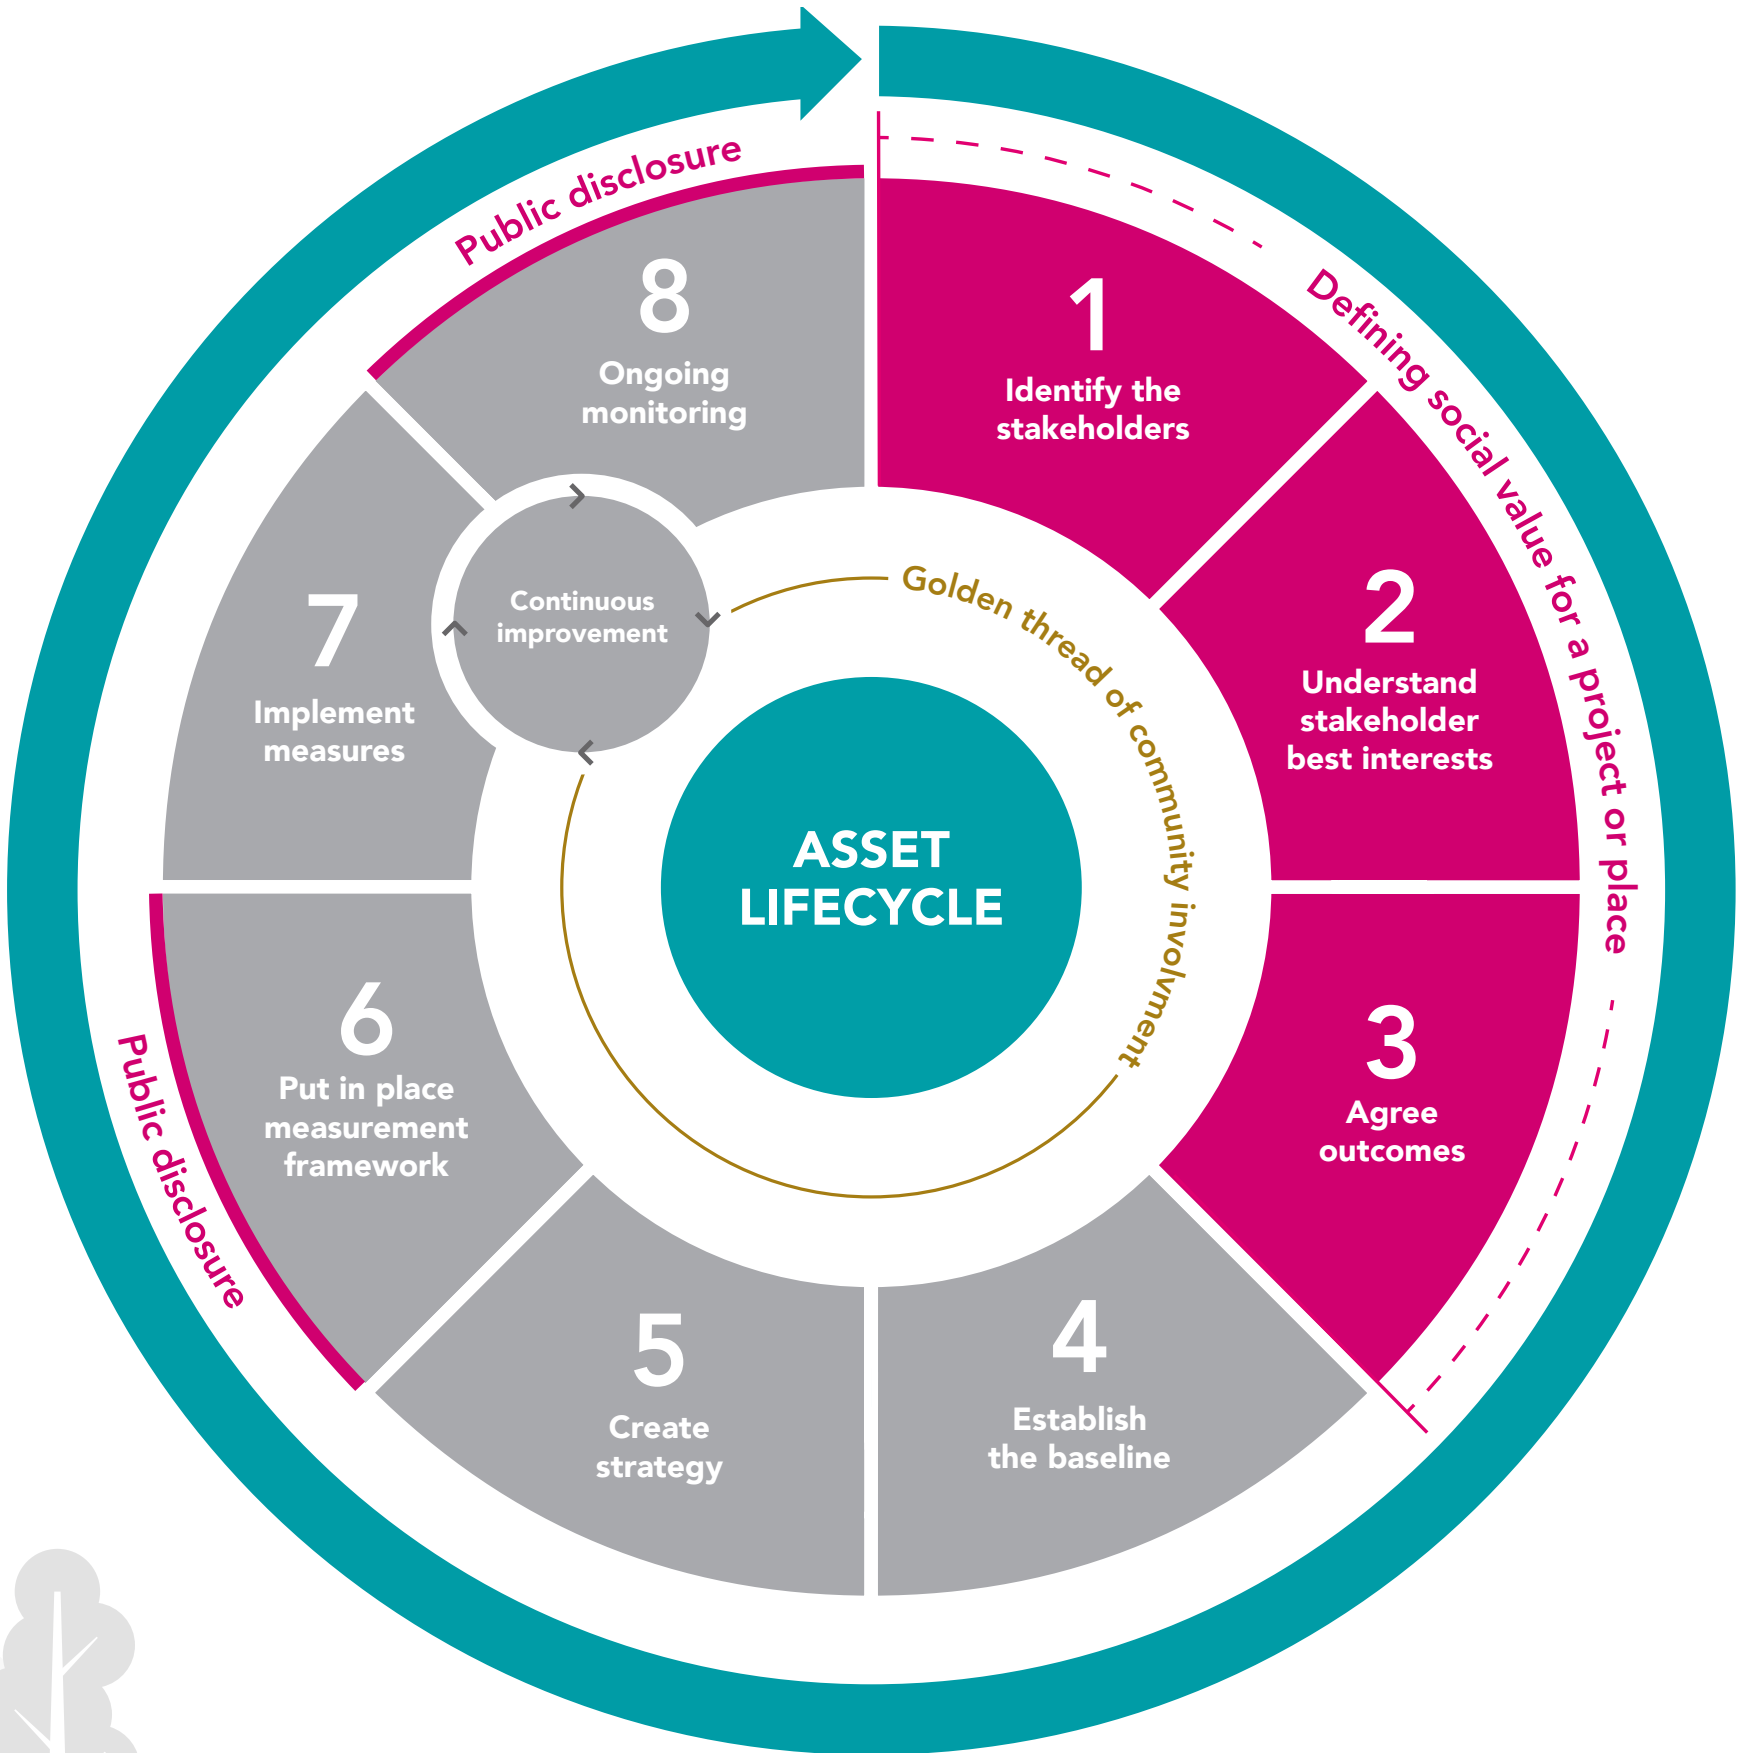 Public disclosure
Defining social value for a project or place
1
Identify the
stakeholders
2
Understand
stakeholder
best interests
3
Agree
outcomes
4
Establish
the baseline
5
Create
strategy
6
Put in place
measurement
framework
Public disclosure
7
Implement
measures
8
Ongoing
monitoring
Continuous
improvement
Golden thread of community involvment
ASSET
LIFECYCLE